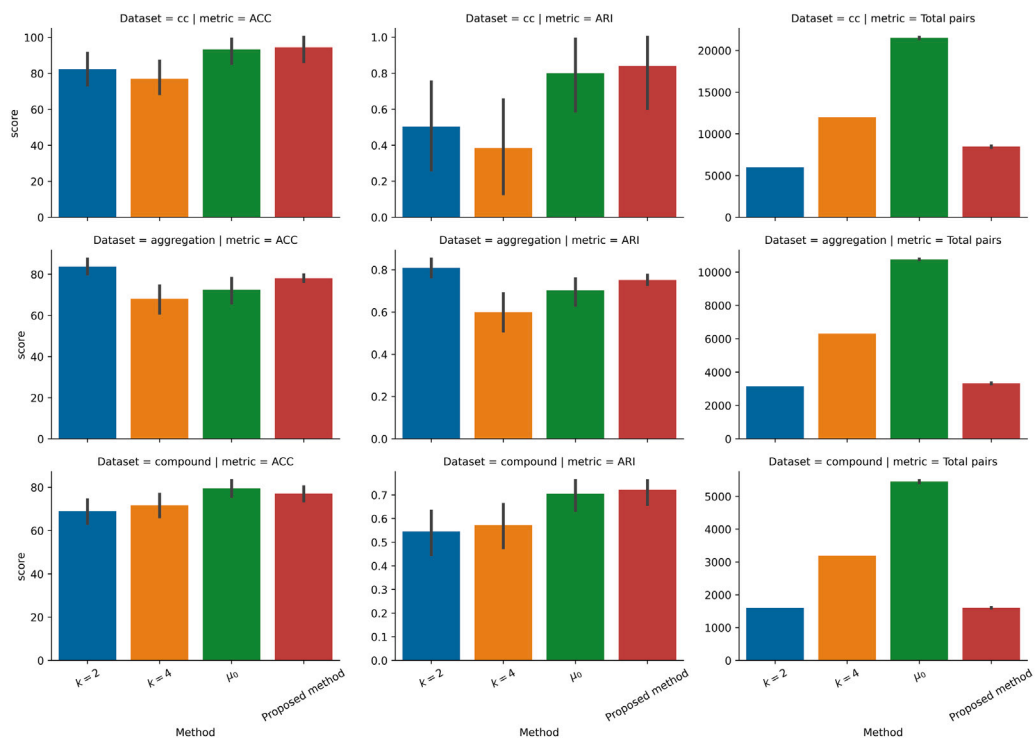 Dataset = cc | metric = ACC
Dataset = cc | metric = ARI
Dataset = cc | metric = Total pairs
100
80
60
40
20
0
score
1.0
0.8
0.6
0.4
0.2
0.0
20000
15000
10000
5000
0
Dataset = aggregation | metric = ACC
Dataset = aggregation | metric = ARI
Dataset = aggregation | metric = Total pairs
80
60
40
20
0
score
0.8
0.6
0.4
0.2
0.0
10000
8000
6000
4000
2000
0
Dataset = compound | metric = ACC
Dataset = compound | metric = ARI
Dataset = compound | metric = Total pairs
80
60
40
20
0
score
0.7
0.6
0.5
0.4
0.3
0.2
0.1
0.0
5000
4000
3000
2000
1000
0
k = 2
k = 4
μ₀
Proposed method
k = 2
k = 4
μ₀
Proposed method
k = 2
k = 4
μ₀
Proposed method
Method
Method
Method